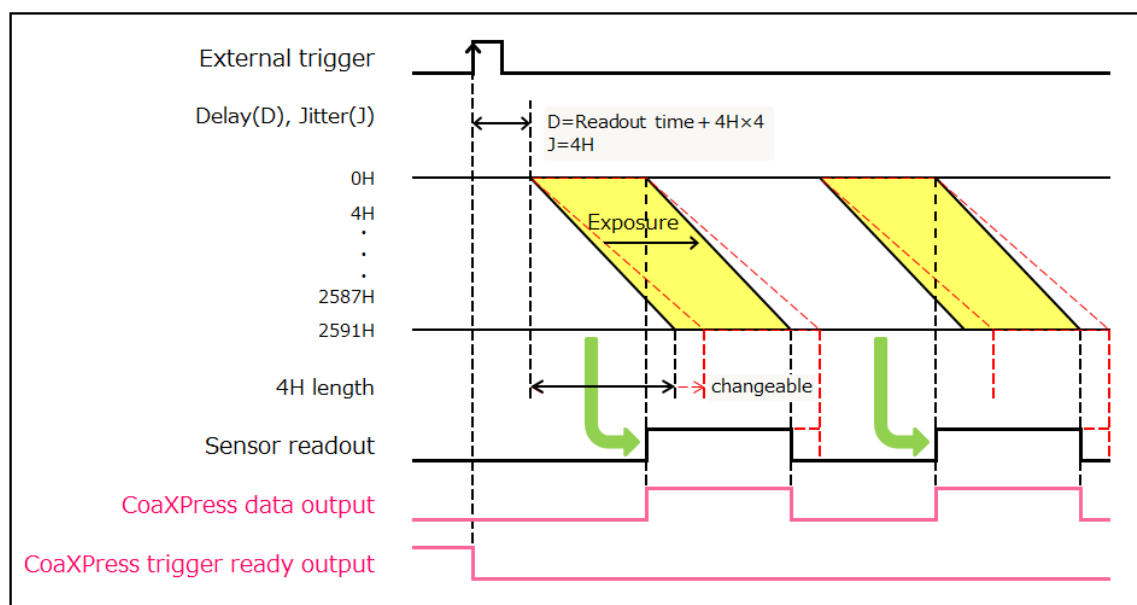 External trigger
Delay(D), Jitter(J)
D=Readout time+4H×4
J=4H
0H
4H
.
.
.
2587H
2591H
Exposure
4H length
changeable
Sensor readout
CoaXPress data output
CoaXPress trigger ready output